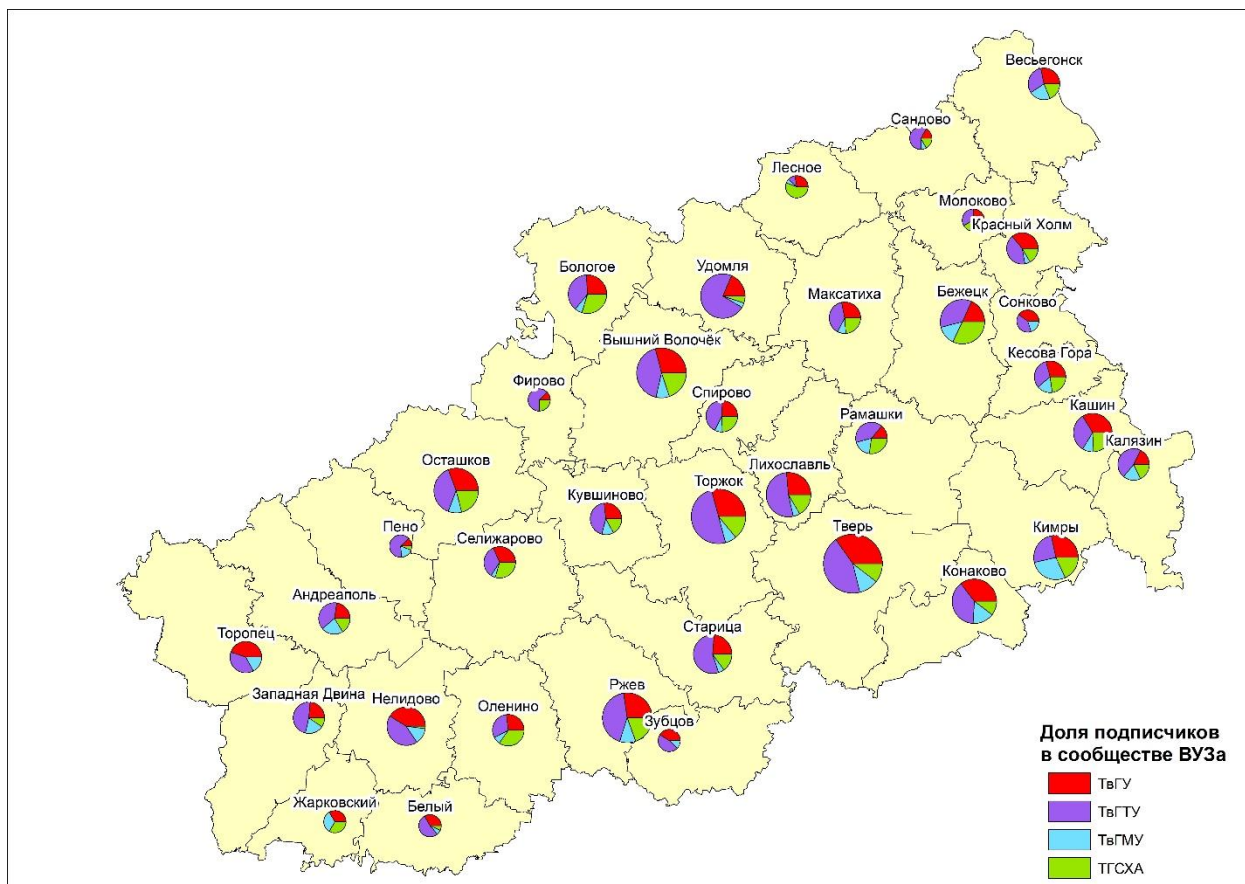 Весьегонск
Сандово
Лесное
Молоково
Красный Холм
Бологое
Удомля
Максатиха
Бежецк
Сонково
Вышний Волочёк
Кесова Гора
Фирово
Спирово
Рамашки
Кашин
Калязин
Осташков
Кувшиново
Торжок
Лихославль
Тверь
Пено
Селижарово
Кимры
Конаково
Андреаполь
Старица
Торопец
Западная Двина
Нелидово
Оленино
Ржев
Зубцов
Жарковский
Белый
Доля подписчиков
в сообществе ВУЗа
ТвГУ
ТвГТУ
ТвГМУ
ТГСХА